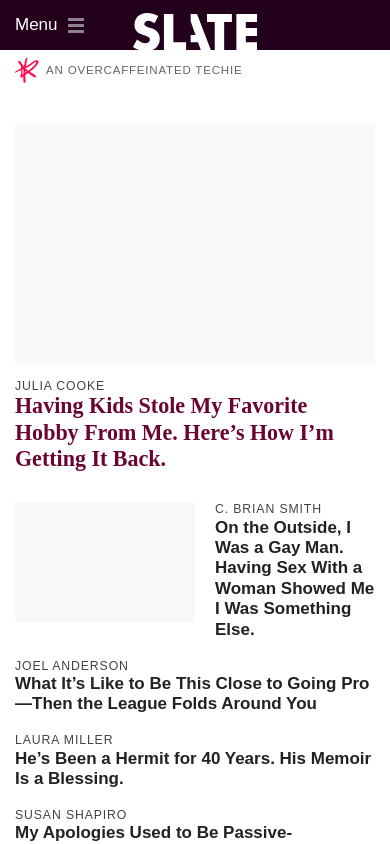 Menu
SLATE
AN OVERCAFFEINATED TECHIE
JULIA COOKE
Having Kids Stole My Favorite
Hobby From Me. Here’s How I’m
Getting It Back.
C. BRIAN SMITH
On the Outside, I
Was a Gay Man.
Having Sex With a
Woman Showed Me
I Was Something
Else.
JOEL ANDERSON
What It’s Like to Be This Close to Going Pro
—Then the League Folds Around You
LAURA MILLER
He’s Been a Hermit for 40 Years. His Memoir
Is a Blessing.
SUSAN SHAPIRO
My Apologies Used to Be Passive-